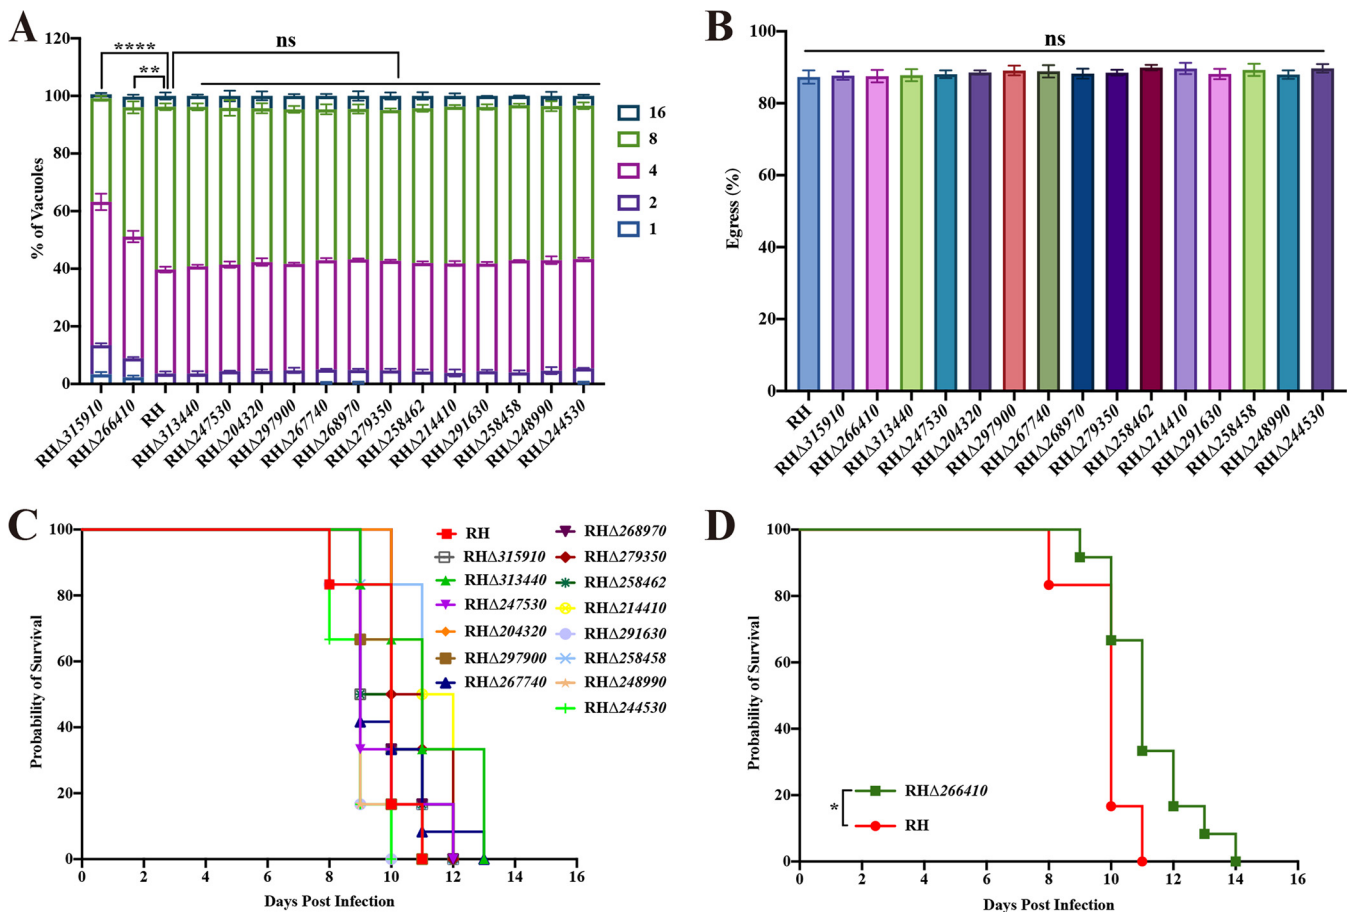 A
% of Vacuoles
120
100
80
60
40
20
0
****
**
ns
16
8
4
2
1
RHΔ315910
RHΔ266410
RH
RHΔ313440
RHΔ247530
RHΔ204320
RHΔ297900
RHΔ267740
RHΔ268970
RHΔ279350
RHΔ258462
RHΔ214410
RHΔ291630
RHΔ258458
RHΔ248990
RHΔ244530
B
Egress (%)
100
80
60
40
20
0
ns
RH
RHΔ315910
RHΔ266410
RHΔ313440
RHΔ247530
RHΔ204320
RHΔ297900
RHΔ267740
RHΔ268970
RHΔ279350
RHΔ258462
RHΔ214410
RHΔ291630
RHΔ258458
RHΔ248990
RHΔ244530
C
Probability of Survival
100
80
60
40
20
0
0 2 4 6 8 10 12 14 16
Days Post Infection
RH
RHΔ315910
RHΔ313440
RHΔ247530
RHΔ204320
RHΔ297900
RHΔ267740
RHΔ268970
RHΔ279350
RHΔ258462
RHΔ214410
RHΔ291630
RHΔ258458
RHΔ248990
RHΔ244530
D
Probability of Survival
100
80
60
40
20
0
0 2 4 6 8 10 12 14 16
Days Post Infection
*
RHΔ266410
RH